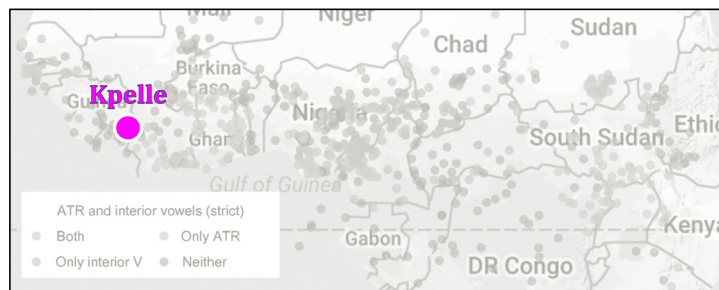 Mali
Niger
Sudan
Chad
Burkina
Faso
Kpelle
Nigeria
Ghana
South Sudan
Gulf of Guinea
ATR and interior vowels (strict)
Both
Only ATR
Only interior V
Neither
Gabon
Kenya
DR Congo